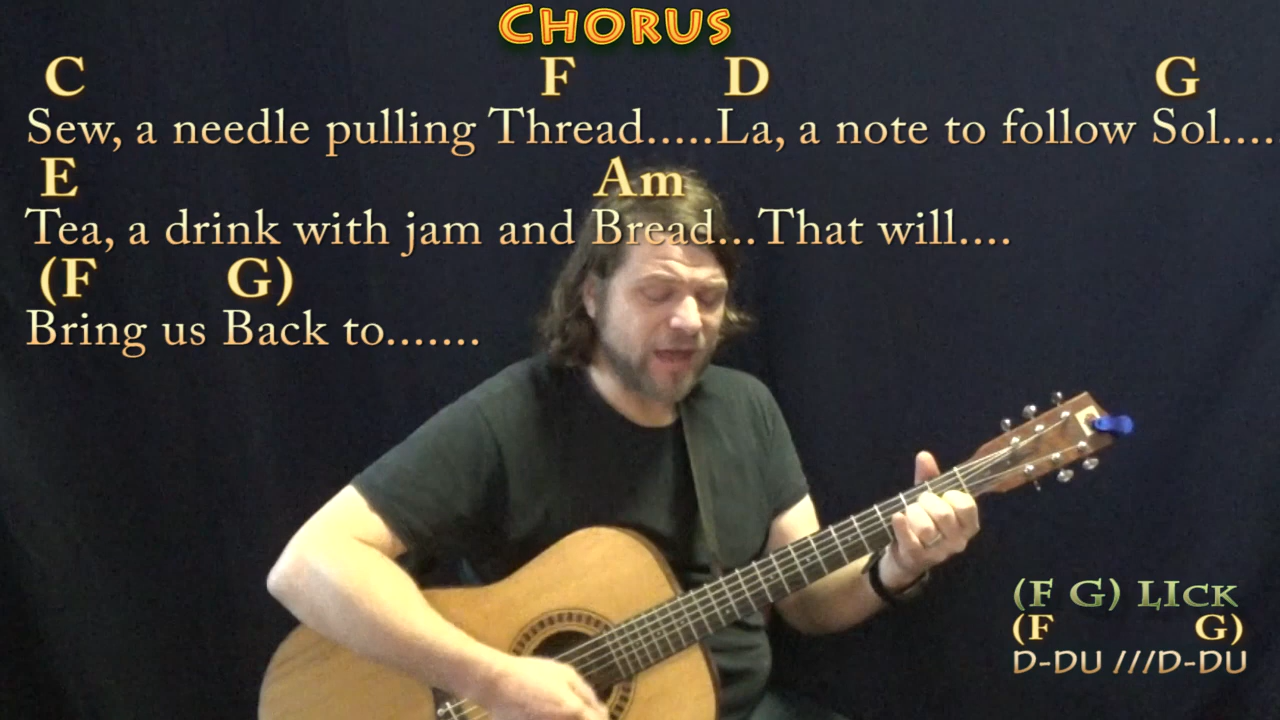 CHORUS
C F D G
Sew, a needle pulling Thread.....La, a note to follow Sol....
E Am
Tea, a drink with jam and Bread...That will....
(F G)
Bring us Back to.......
(F G) LICK
(F G)
D-DU ///D-DU